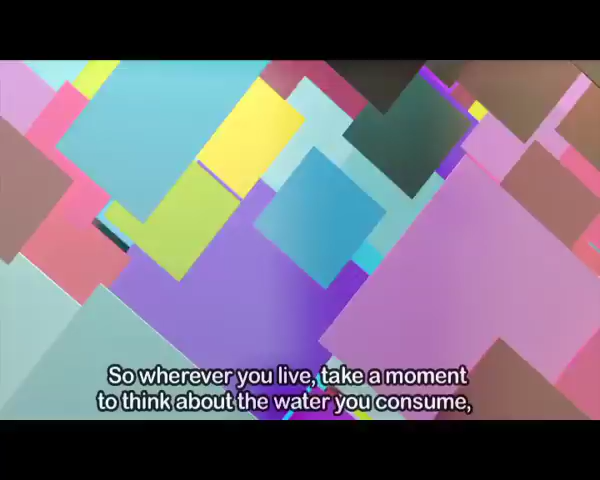 So wherever you live, take a moment
to think about the water you consume,